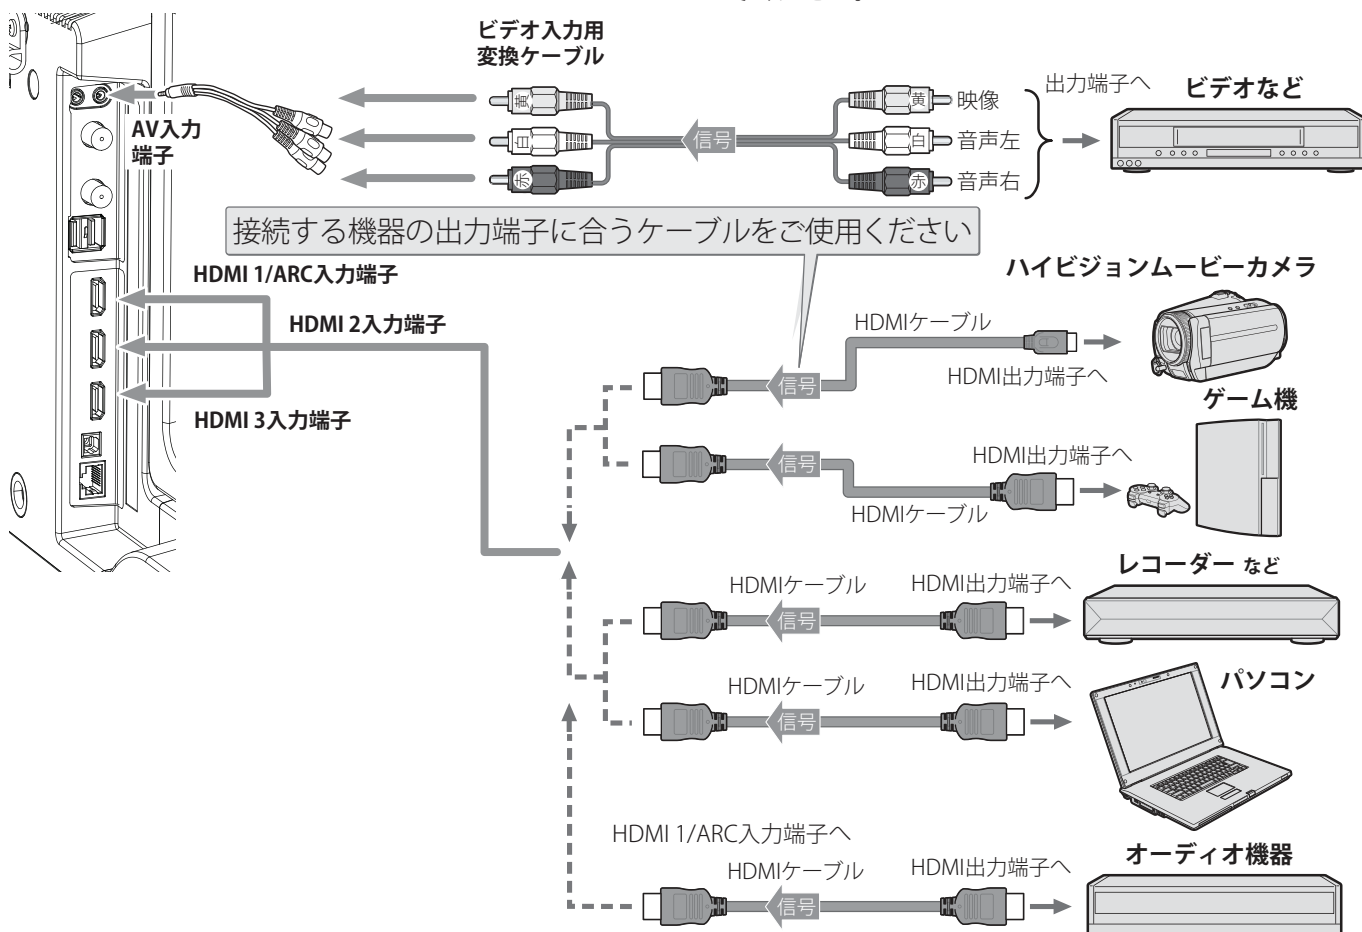 ビデオ入力用
変換ケーブル
出力端子へ
ビデオなど
AV入力
端子
黄
黄
映像
白
信号
白
音声左
赤
赤
音声右
接続する機器の出力端子に合うケーブルをご使用ください
HDMI 1/ARC入力端子
ハイビジョンムービーカメラ
HDMI 2入力端子
HDMIケーブル
信号
HDMI出力端子へ
HDMI 3入力端子
ゲーム機
信号
HDMI出力端子へ
HDMIケーブル
レコーダー など
HDMIケーブル
HDMI出力端子へ
信号
パソコン
HDMIケーブル
HDMI出力端子へ
信号
HDMI 1/ARC入力端子へ
オーディオ機器
HDMIケーブル
HDMI出力端子へ
信号